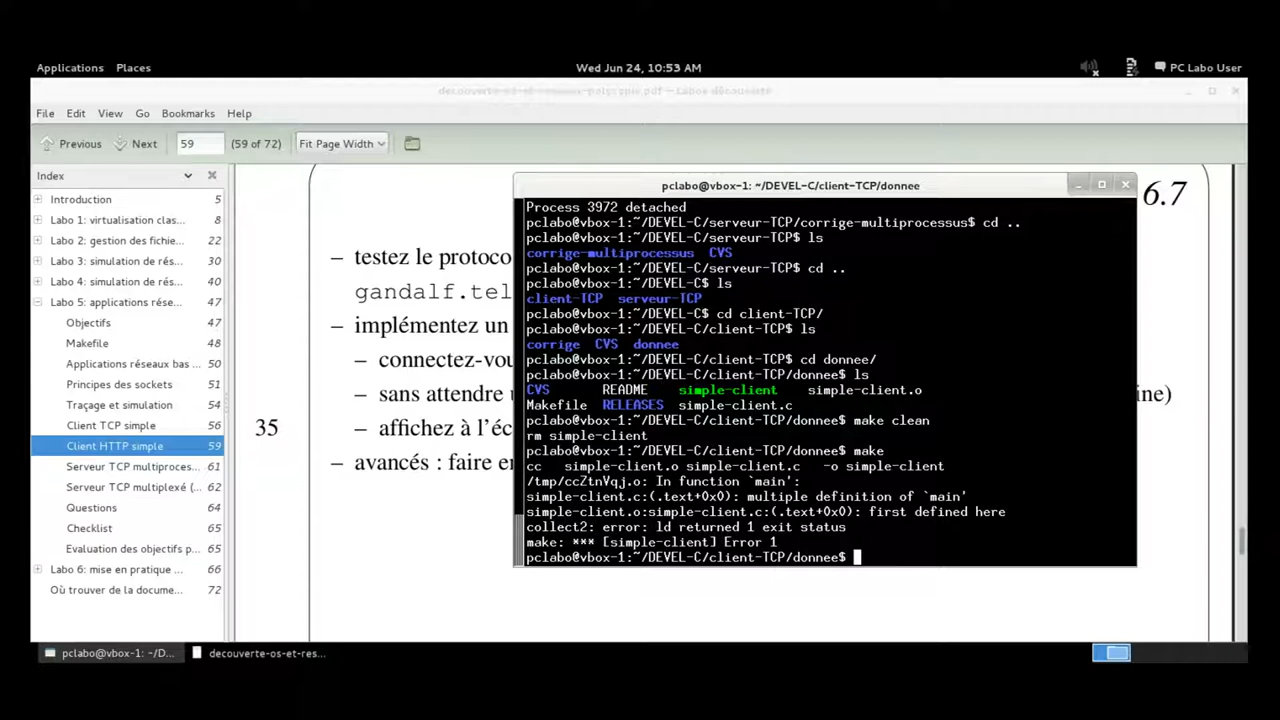 Applications Places Wed Jun 24, 10:53 AM PC Labo User
File Edit View Go Bookmarks Help
Previous Next 59 (59 of 72) Fit Page Width
Index
Introduction 5
Labo 1: virtualisation clas... 8
Labo 2: gestion des fichie... 22
Labo 3: simulation de rés... 30
Labo 4: simulation de rés... 40
Labo 5: applications rése... 47
Objectifs 47
Makefile 48
Applications réseaux bas ... 50
Principes des sockets 51
Traçage et simulation 54
Client TCP simple 56
Client HTTP simple 59
Serveur TCP multiproces... 61
Serveur TCP multiplexé (... 62
Questions 64
Checklist 65
Evaluation des objectifs p... 65
Labo 6: mise en pratique ... 66
Où trouver de la docume... 72
6.7
– testez le protoco
gandalf.tel
– implémentez un
– connectez-vou
– sans attendre
ine)
35
– affichez à l'éc
– avancés : faire en
pclabo@vbox-1: ~/DEVEL-C/client-TCP/donnee
Process 3972 detached
pclabo@vbox-1:~/DEVEL-C/serveur-TCP/corrige-multiprocessus$ cd ..
pclabo@vbox-1:~/DEVEL-C/serveur-TCP$ ls
corrige-multiprocessus CVS
pclabo@vbox-1:~/DEVEL-C/serveur-TCP$ cd ..
pclabo@vbox-1:~/DEVEL-C$ ls
client-TCP serveur-TCP
pclabo@vbox-1:~/DEVEL-C$ cd client-TCP/
pclabo@vbox-1:~/DEVEL-C/client-TCP$ ls
corrige CVS donnee
pclabo@vbox-1:~/DEVEL-C/client-TCP$ cd donnee/
pclabo@vbox-1:~/DEVEL-C/client-TCP/donnee$ ls
CVS README simple-client simple-client.o
Makefile RELEASES simple-client.c
pclabo@vbox-1:~/DEVEL-C/client-TCP/donnee$ make clean
rm simple-client
pclabo@vbox-1:~/DEVEL-C/client-TCP/donnee$ make
cc simple-client.o simple-client.c -o simple-client
/tmp/ccZtnVqj.o: In function `main':
simple-client.c:(.text+0x0): multiple definition of `main'
simple-client.o:simple-client.c:(.text+0x0): first defined here
collect2: error: ld returned 1 exit status
make: *** [simple-client] Error 1
pclabo@vbox-1:~/DEVEL-C/client-TCP/donnee$
pclabo@vbox-1: ~/D... decouverte-os-et-res...